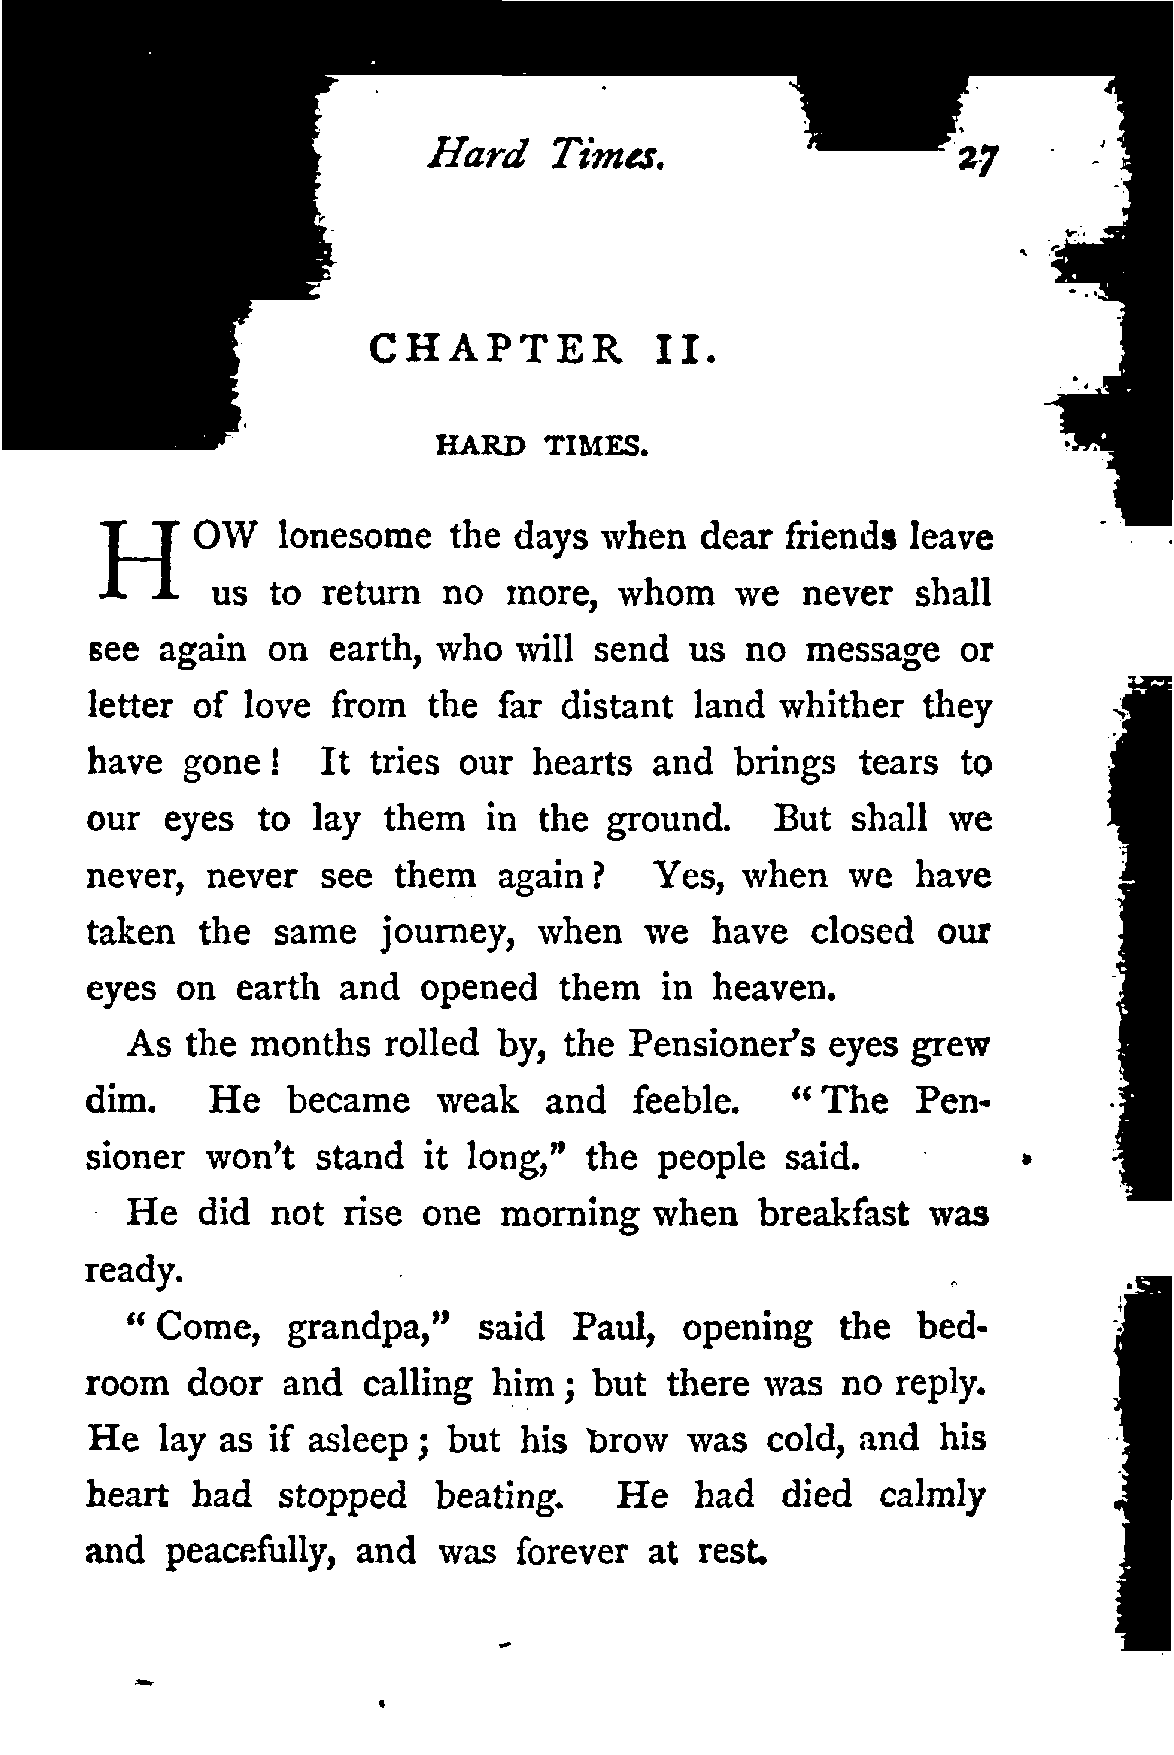 Hard Times. 27
CHAPTER II.
HARD TIMES.
HOW lonesome the days when dear friends leave
us to return no more, whom we never shall
see again on earth, who will send us no message or
letter of love from the far distant land whither they
have gone! It tries our hearts and brings tears to
our eyes to lay them in the ground. But shall we
never, never see them again? Yes, when we have
taken the same journey, when we have closed our
eyes on earth and opened them in heaven.
As the months rolled by, the Pensioner's eyes grew
dim. He became weak and feeble. "The Pen-
sioner won't stand it long," the people said.
He did not rise one morning when breakfast was
ready.
"Come, grandpa," said Paul, opening the bed-
room door and calling him; but there was no reply.
He lay as if asleep; but his brow was cold, and his
heart had stopped beating. He had died calmly
and peacefully, and was forever at rest.